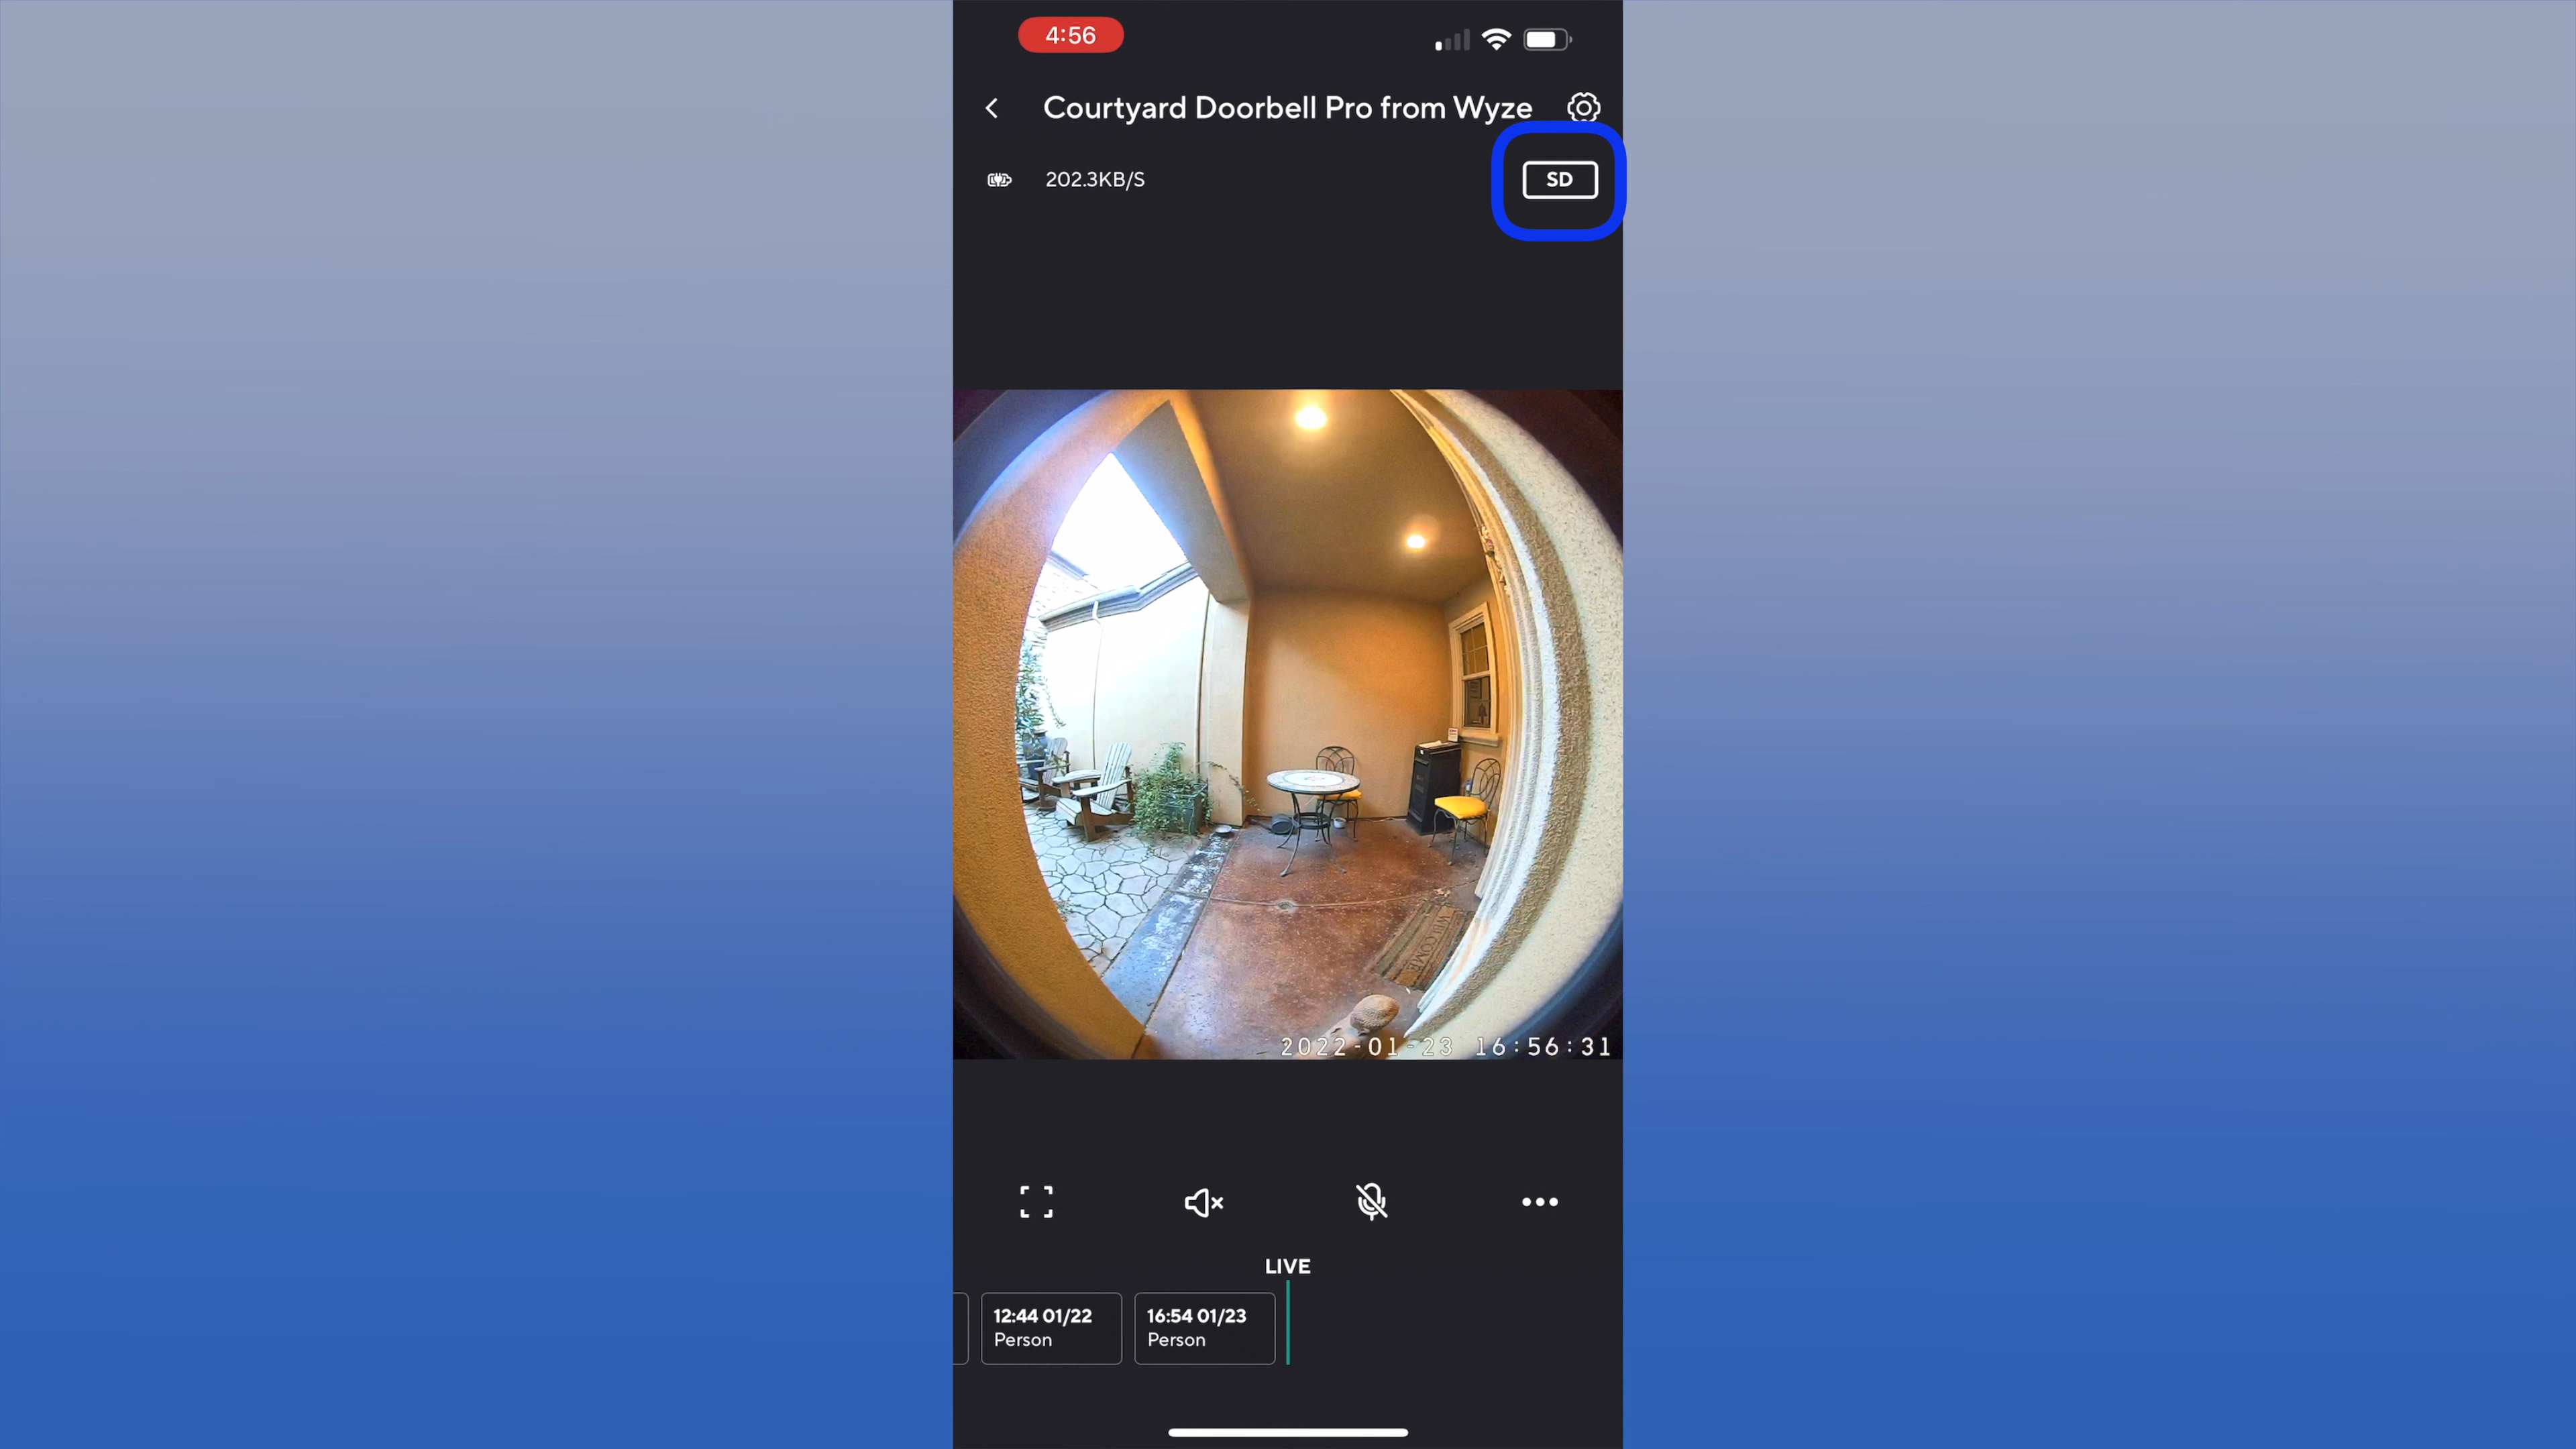 4:56
Courtyard Doorbell Pro from Wyze
202.3KB/S
SD
WELCOME
2022-01-23 16:56:31
LIVE
12:44 01/22
Person
16:54 01/23
Person